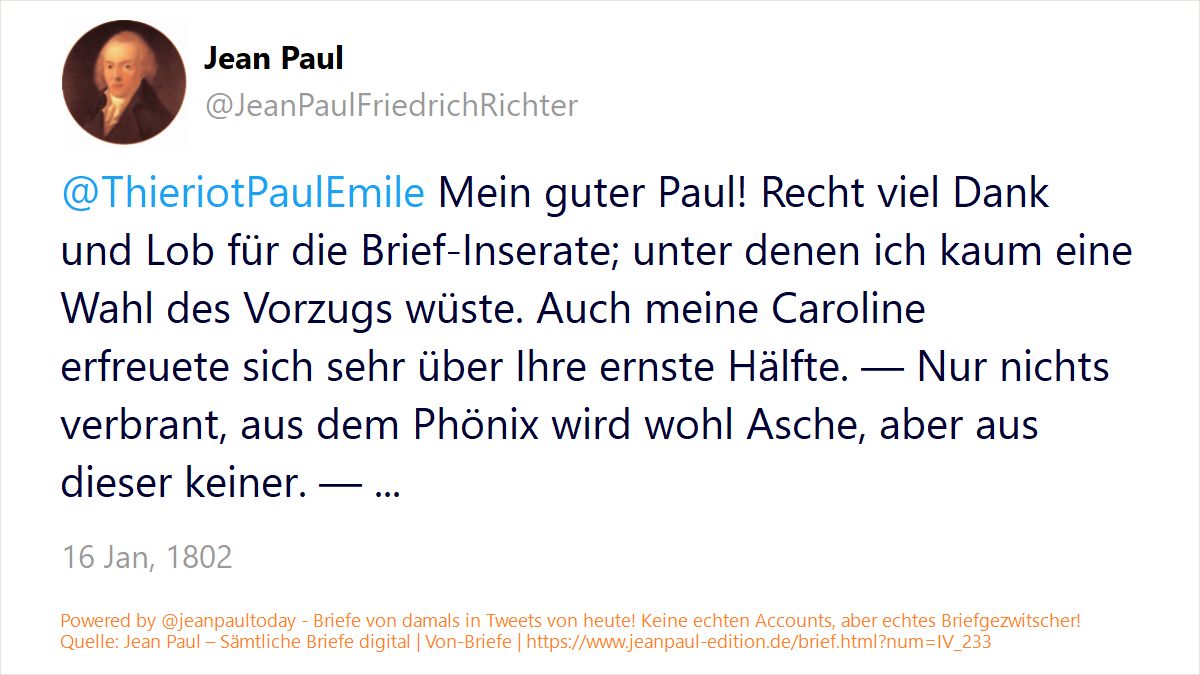 Jean Paul
@JeanPaulFriedrichRichter
@ThieriotPaulEmile Mein guter Paul! Recht viel Dank
und Lob für die Brief-Inserate; unter denen ich kaum eine
Wahl des Vorzugs wüste. Auch meine Caroline
erfreuete sich sehr über Ihre ernste Hälfte. — Nur nichts
verbrant, aus dem Phönix wird wohl Asche, aber aus
dieser keiner. — ...
16 Jan, 1802
Powered by @jeanpaultoday - Briefe von damals in Tweets von heute! Keine echten Accounts, aber echtes Briefgezwitscher!
Quelle: Jean Paul – Sämtliche Briefe digital | Von-Briefe | https://www.jeanpaul-edition.de/brief.html?num=IV_233